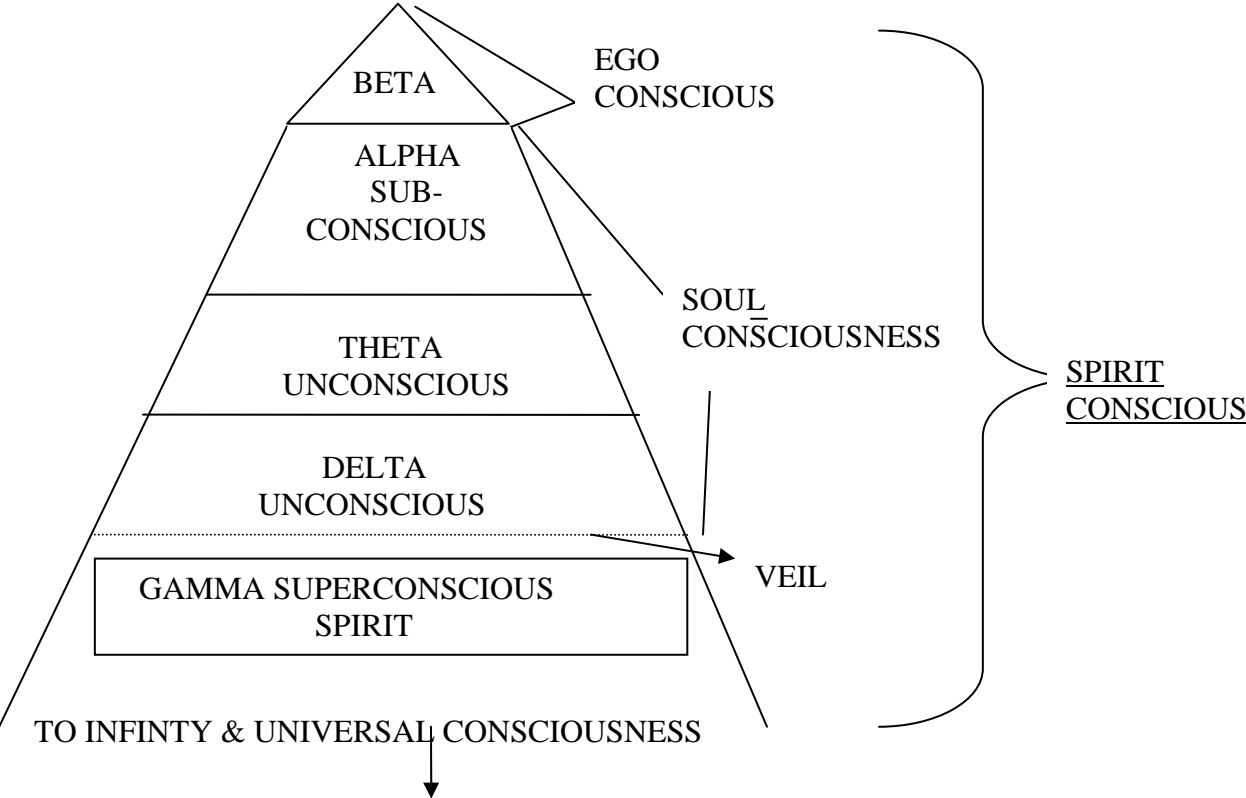 BETA
EGO
CONSCIOUS
ALPHA
SUB-
CONSCIOUS
SOUL
CONSCIOUSNESS
THETA
UNCONSCIOUS
SPIRIT
CONSCIOUS
DELTA
UNCONSCIOUS
VEIL
GAMMA SUPERCONSCIOUS
SPIRIT
TO INFINTY & UNIVERSAL CONSCIOUSNESS